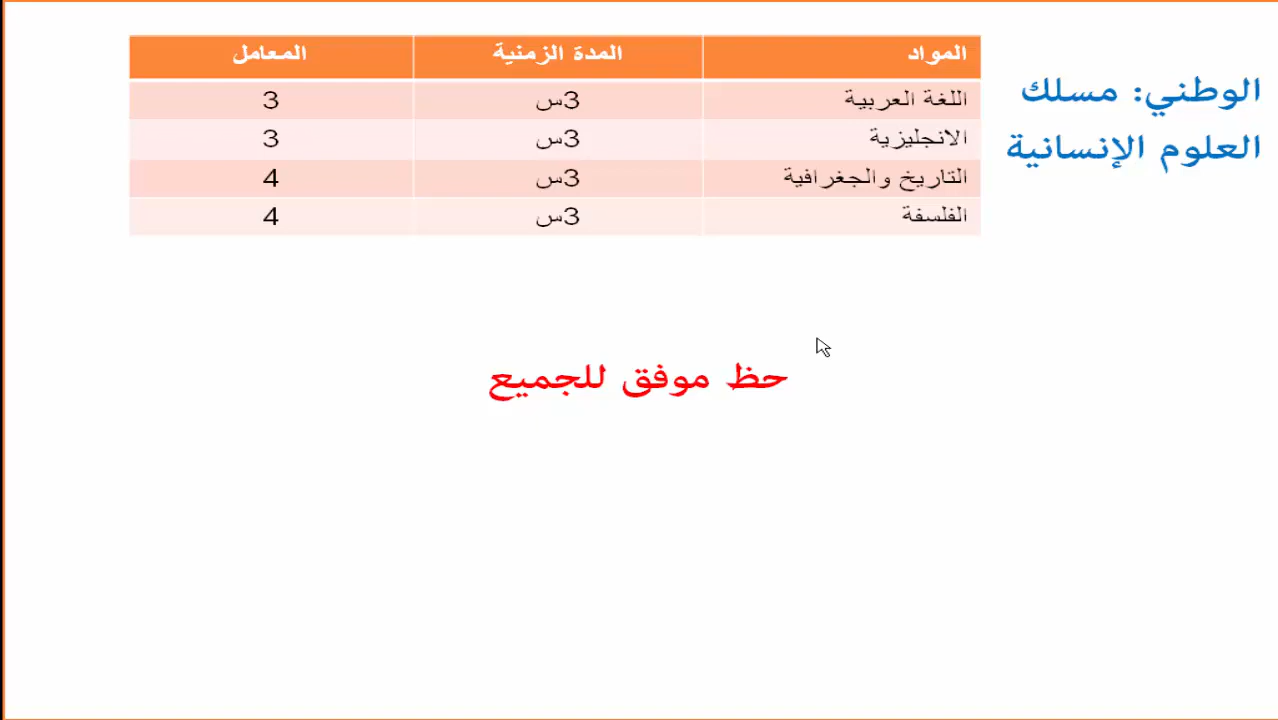 الوطني: مسلك
العلوم الإنسانية
المواد المدة الزمنية المعامل
اللغة العربية 3س 3
الانجليزية 3س 3
التاريخ والجغرافية 3س 4
الفلسفة 3س 4
حظ موفق للجميع